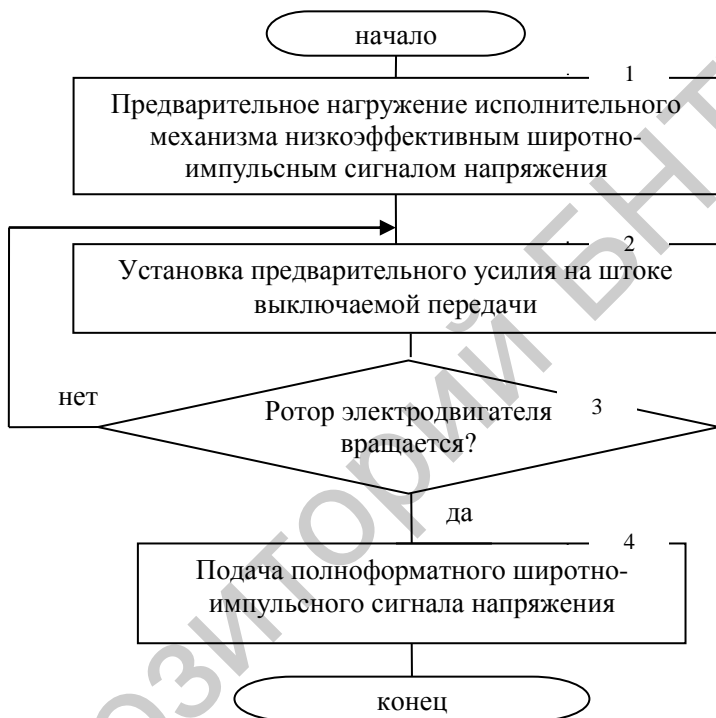 начало
1
Предварительное нагружение исполнительного
механизма низкоэффективным широтно-
импульсным сигналом напряжения
2
Установка предварительного усилия на штоке
выключаемой передачи
нет
Ротор электродвигателя
3
вращается?
да
4
Подача полноформатного широтно-
импульсного сигнала напряжения
конец